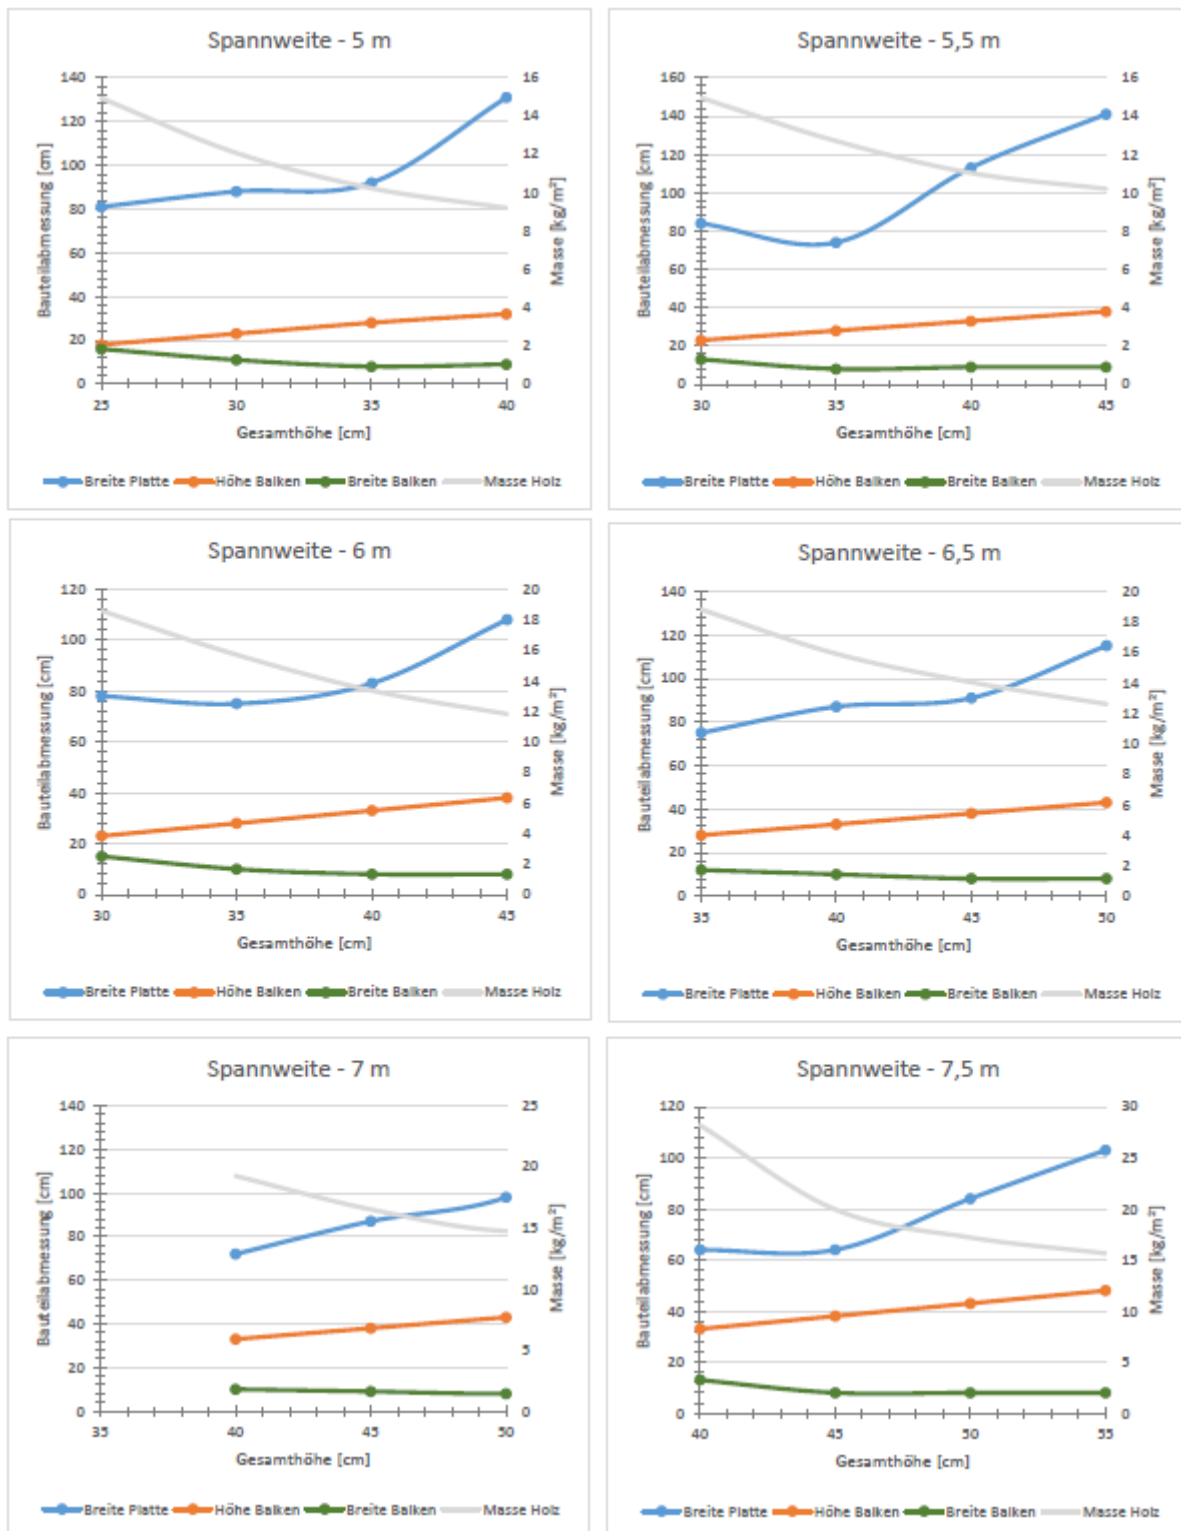 Spannweite - 5 m
Bauteilabmessung [cm]
140
120
100
80
60
40
20
0
16
14
12
10
8
6
4
2
0
Masse [kg/m²]
25 30 35 40
Gesamthöhe [cm]
Breite Platte Höhe Balken Breite Balken Masse Holz
Spannweite - 5,5 m
Bauteilabmessung [cm]
160
140
120
100
80
60
40
20
0
16
14
12
10
8
6
4
2
0
Masse [kg/m²]
30 35 40 45
Gesamthöhe [cm]
Breite Platte Höhe Balken Breite Balken Masse Holz
Spannweite - 6 m
Bauteilabmessung [cm]
120
100
80
60
40
20
0
20
18
16
14
12
10
8
6
4
2
0
Masse [kg/m²]
30 35 40 45
Gesamthöhe [cm]
Breite Platte Höhe Balken Breite Balken Masse Holz
Spannweite - 6,5 m
Bauteilabmessung [cm]
140
120
100
80
60
40
20
0
20
18
16
14
12
10
8
6
4
2
0
Masse [kg/m²]
35 40 45 50
Gesamthöhe [cm]
Breite Platte Höhe Balken Breite Balken Masse Holz
Spannweite - 7 m
Bauteilabmessung [cm]
140
120
100
80
60
40
20
0
25
20
15
10
5
0
Masse [kg/m²]
35 40 45 50
Gesamthöhe [cm]
Breite Platte Höhe Balken Breite Balken Masse Holz
Spannweite - 7,5 m
Bauteilabmessung [cm]
120
100
80
60
40
20
0
30
25
20
15
10
5
0
Masse [kg/m²]
40 45 50 55
Gesamthöhe [cm]
Breite Platte Höhe Balken Breite Balken Masse Holz